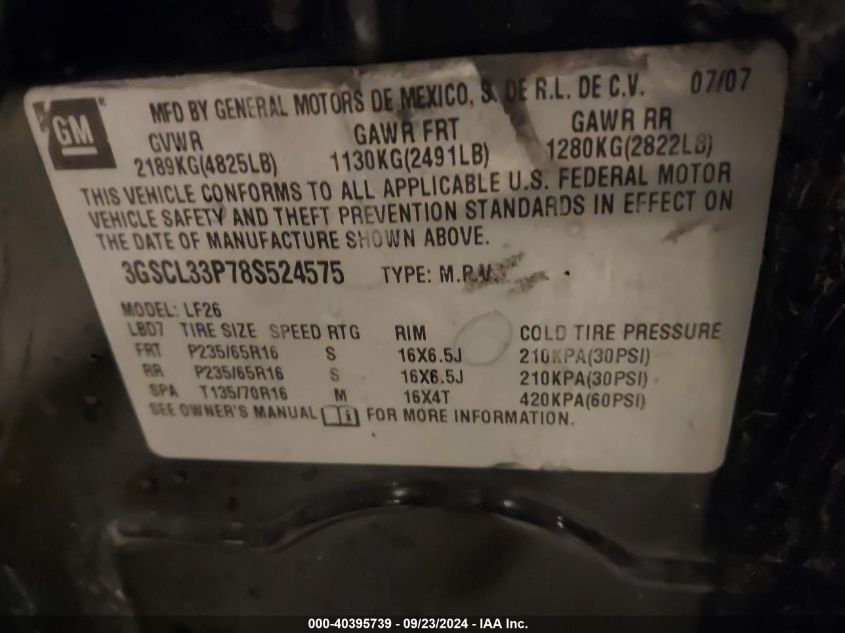 GM
MFD BY GENERAL MOTORS DE MEXICO, S. DE R.L. DE C.V. 07/07
GVWR GAWR FRT GAWR RR
2189KG(4825LB) 1130KG(2491LB) 1280KG(2822LB)
THIS VEHICLE CONFORMS TO ALL APPLICABLE U.S. FEDERAL MOTOR
VEHICLE SAFETY AND THEFT PREVENTION STANDARDS IN EFFECT ON
THE DATE OF MANUFACTURE SHOWN ABOVE.
3GSCL33P78S524575 TYPE: M.P.V.
MODEL: LF26
LBD7 TIRE SIZE SPEED RTG RIM COLD TIRE PRESSURE
FRT P235/65R16 S 16X6.5J 210KPA(30PSI)
RR P235/65R16 S 16X6.5J 210KPA(30PSI)
SPA T135/70R16 M 16X4T 420KPA(60PSI)
SEE OWNER'S MANUAL FOR MORE INFORMATION.
000-40395739 - 09/23/2024 - IAA Inc.